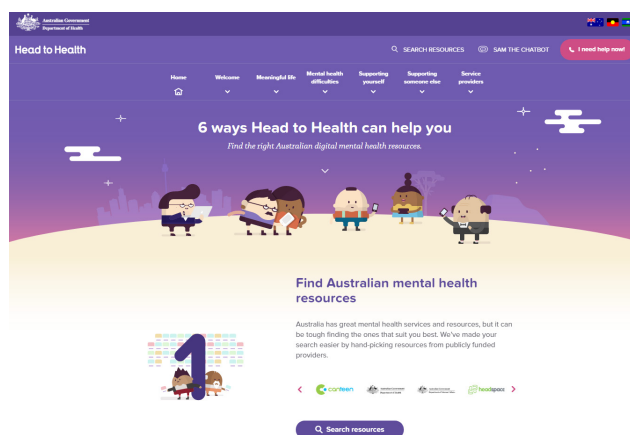 Australian Government
Department of Health
Head to Health
SEARCH RESOURCES
SAM THE CHATBOT
I need help now!
Home
Welcome
Meaningful life
Mental health
difficulties
Supporting
yourself
Supporting
someone else
Service
providers
6 ways Head to Health can help you
Find the right Australian digital mental health resources.
Find Australian mental health
resources
1
Australia has great mental health services and resources, but it can
be tough finding the ones that suit you best. We've made your
search easier by hand-picking resources from publicly funded
providers.
canteen
headspace
Search resources